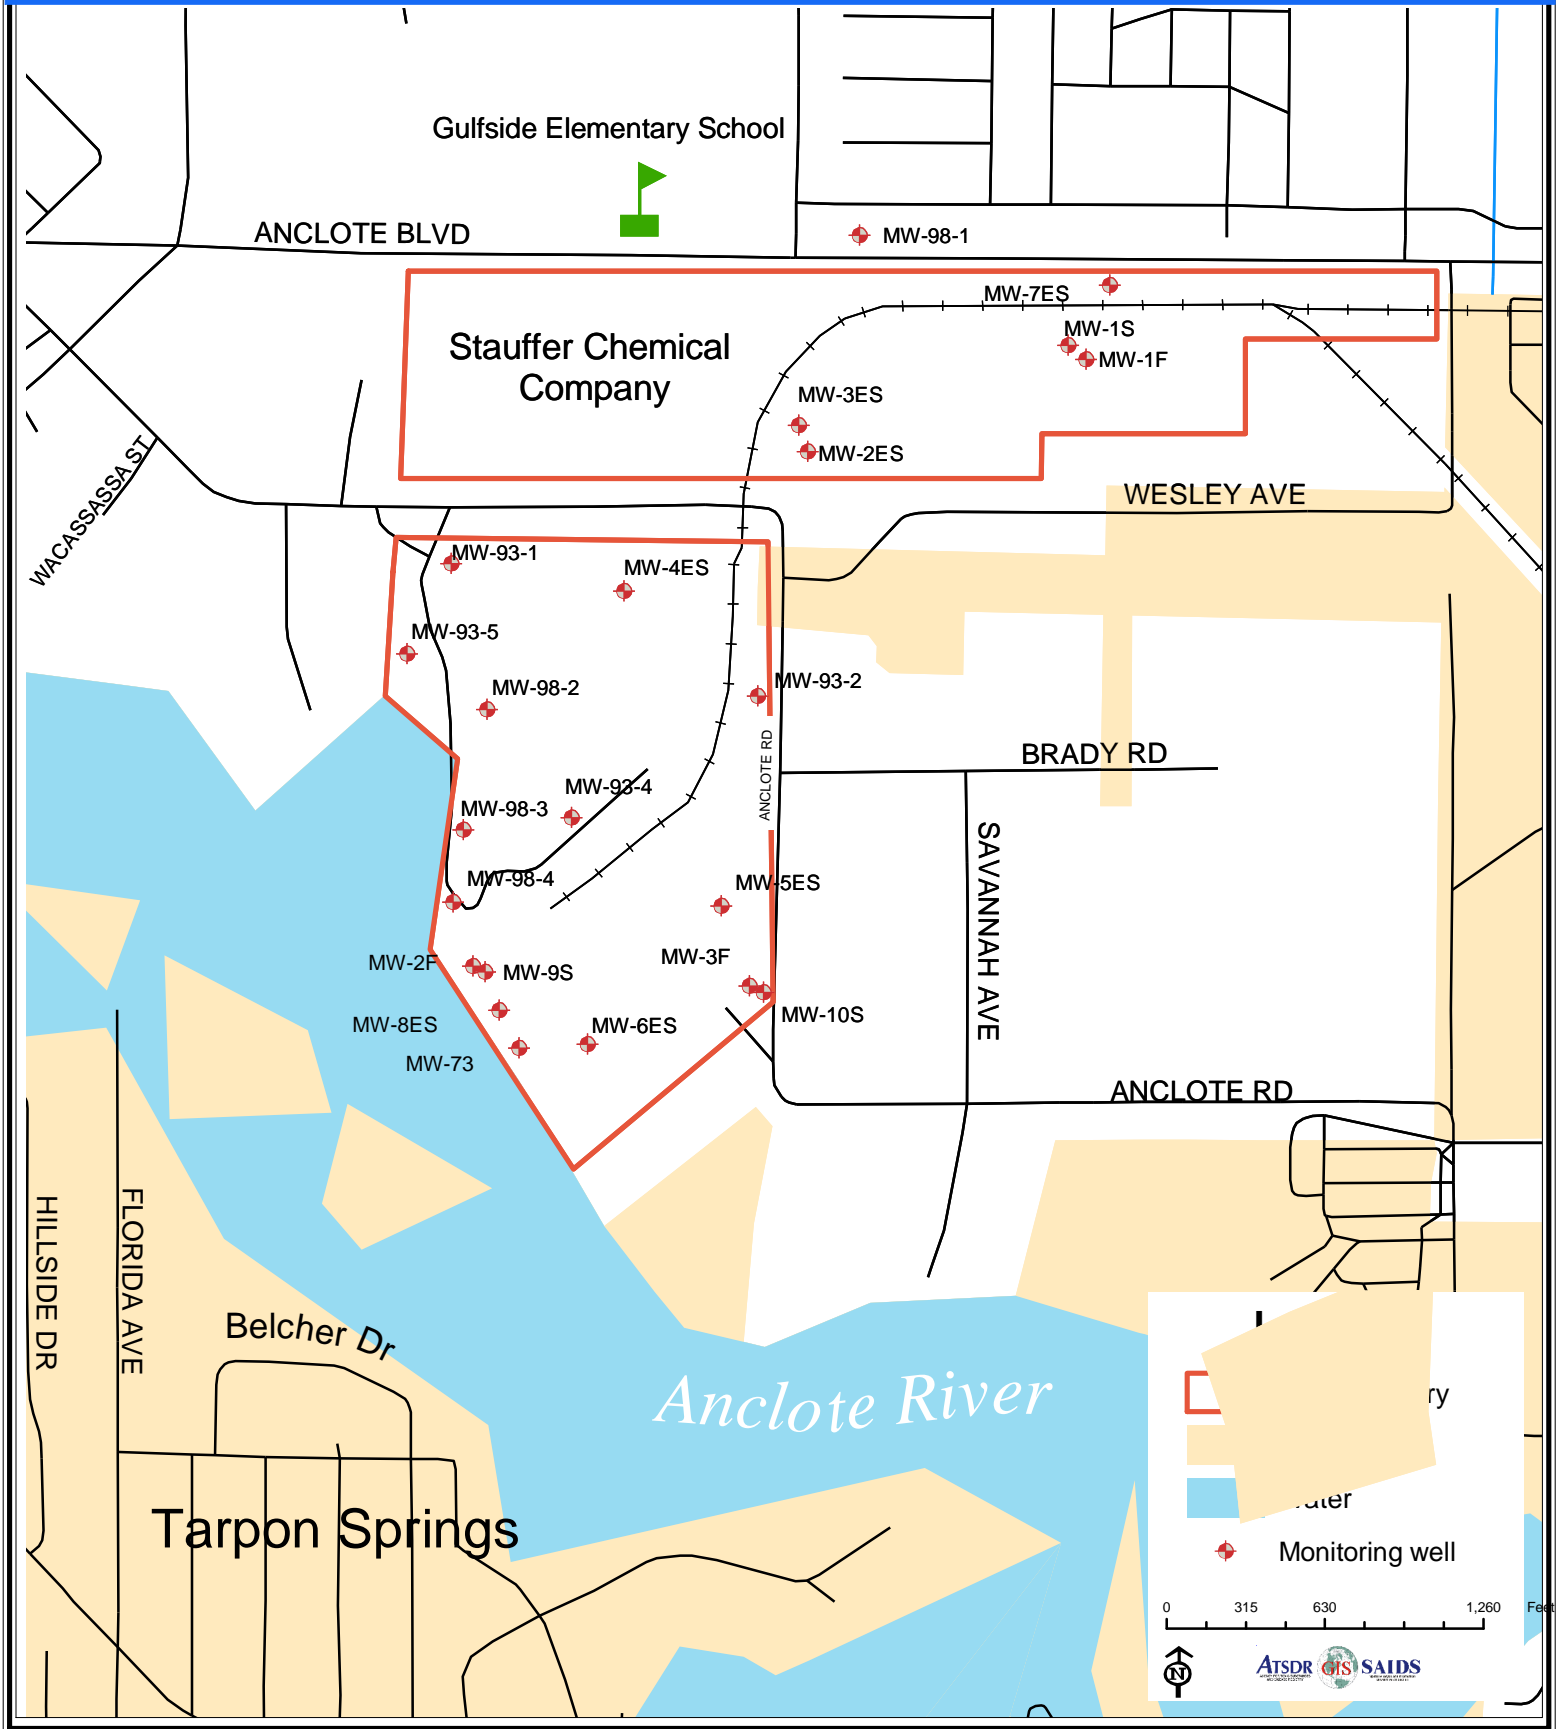 Gulfside Elementary School
ANCLOTE BLVD
MW-98-1
MW-7ES
MW-1S
MW-1F
Stauffer Chemical
Company
MW-3ES
MW-2ES
WACASSASSA ST
WESLEY AVE
MW-93-1
MW-4ES
MW-93-5
MW-98-2
MW-93-2
ANCLOTE RD
BRADY RD
MW-93-4
MW-98-3
SAVANNAH AVE
MW-98-4
MW-5ES
MW-2F
MW-9S
MW-3F
MW-10S
MW-8ES
MW-6ES
MW-73
ANCLOTE RD
HILLSIDE DR
FLORIDA AVE
Belcher Dr
Anclote River
Tarpon Springs
Monitoring well
0 315 630 1,260 Feet
N
ATSDR GIS SAIDS